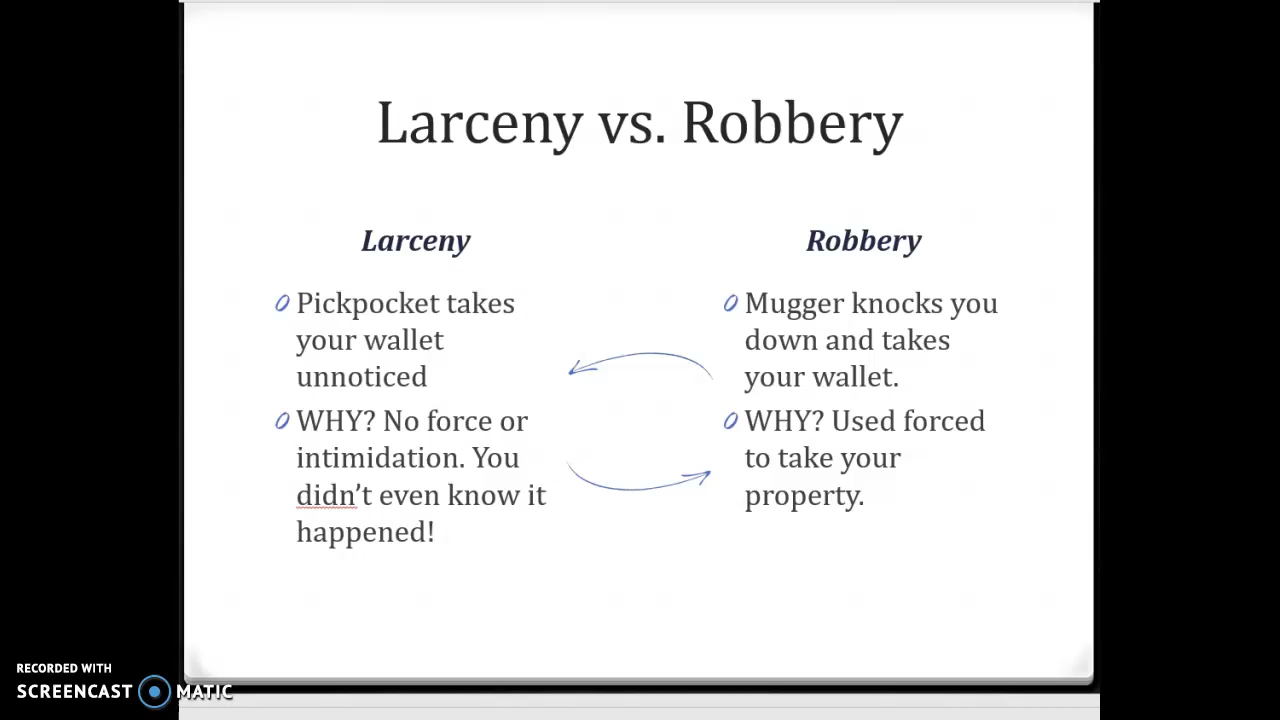 Larceny vs. Robbery
Larceny
Pickpocket takes
your wallet
unnoticed
WHY? No force or
intimidation. You
didn't even know it
happened!
Robbery
Mugger knocks you
down and takes
your wallet.
WHY? Used forced
to take your
property.
RECORDED WITH
SCREENCAST MATIC